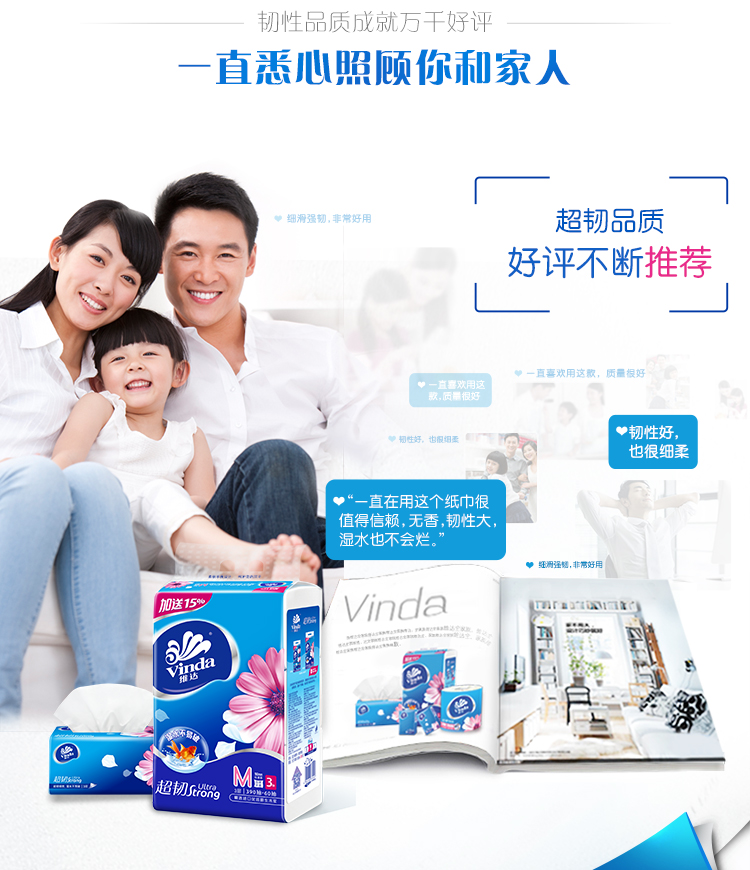 韧性品质成就万千好评
一直悉心照顾你和家人
细滑强韧,非常好用
超韧品质
好评不断推荐
一直喜欢用这款，质量很好
一直喜欢用这
款,质量很好
韧性好，也很细柔
韧性好，
也很细柔
“一直在用这个纸巾很
值得信赖,无香,韧性大,
湿水也不会烂。”
细滑强韧,非常好用
加送15%
Vinda
维达
M
3层
超韧
Ultra
Strong
Vinda
超韧
Strong